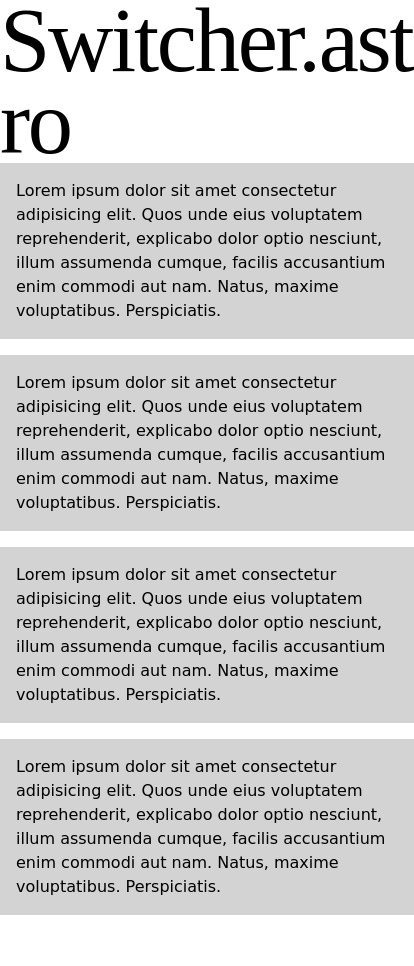 Switcher.ast
ro
Lorem ipsum dolor sit amet consectetur
adipisicing elit. Quos unde eius voluptatem
reprehenderit, explicabo dolor optio nesciunt,
illum assumenda cumque, facilis accusantium
enim commodi aut nam. Natus, maxime
voluptatibus. Perspiciatis.
Lorem ipsum dolor sit amet consectetur
adipisicing elit. Quos unde eius voluptatem
reprehenderit, explicabo dolor optio nesciunt,
illum assumenda cumque, facilis accusantium
enim commodi aut nam. Natus, maxime
voluptatibus. Perspiciatis.
Lorem ipsum dolor sit amet consectetur
adipisicing elit. Quos unde eius voluptatem
reprehenderit, explicabo dolor optio nesciunt,
illum assumenda cumque, facilis accusantium
enim commodi aut nam. Natus, maxime
voluptatibus. Perspiciatis.
Lorem ipsum dolor sit amet consectetur
adipisicing elit. Quos unde eius voluptatem
reprehenderit, explicabo dolor optio nesciunt,
illum assumenda cumque, facilis accusantium
enim commodi aut nam. Natus, maxime
voluptatibus. Perspiciatis.